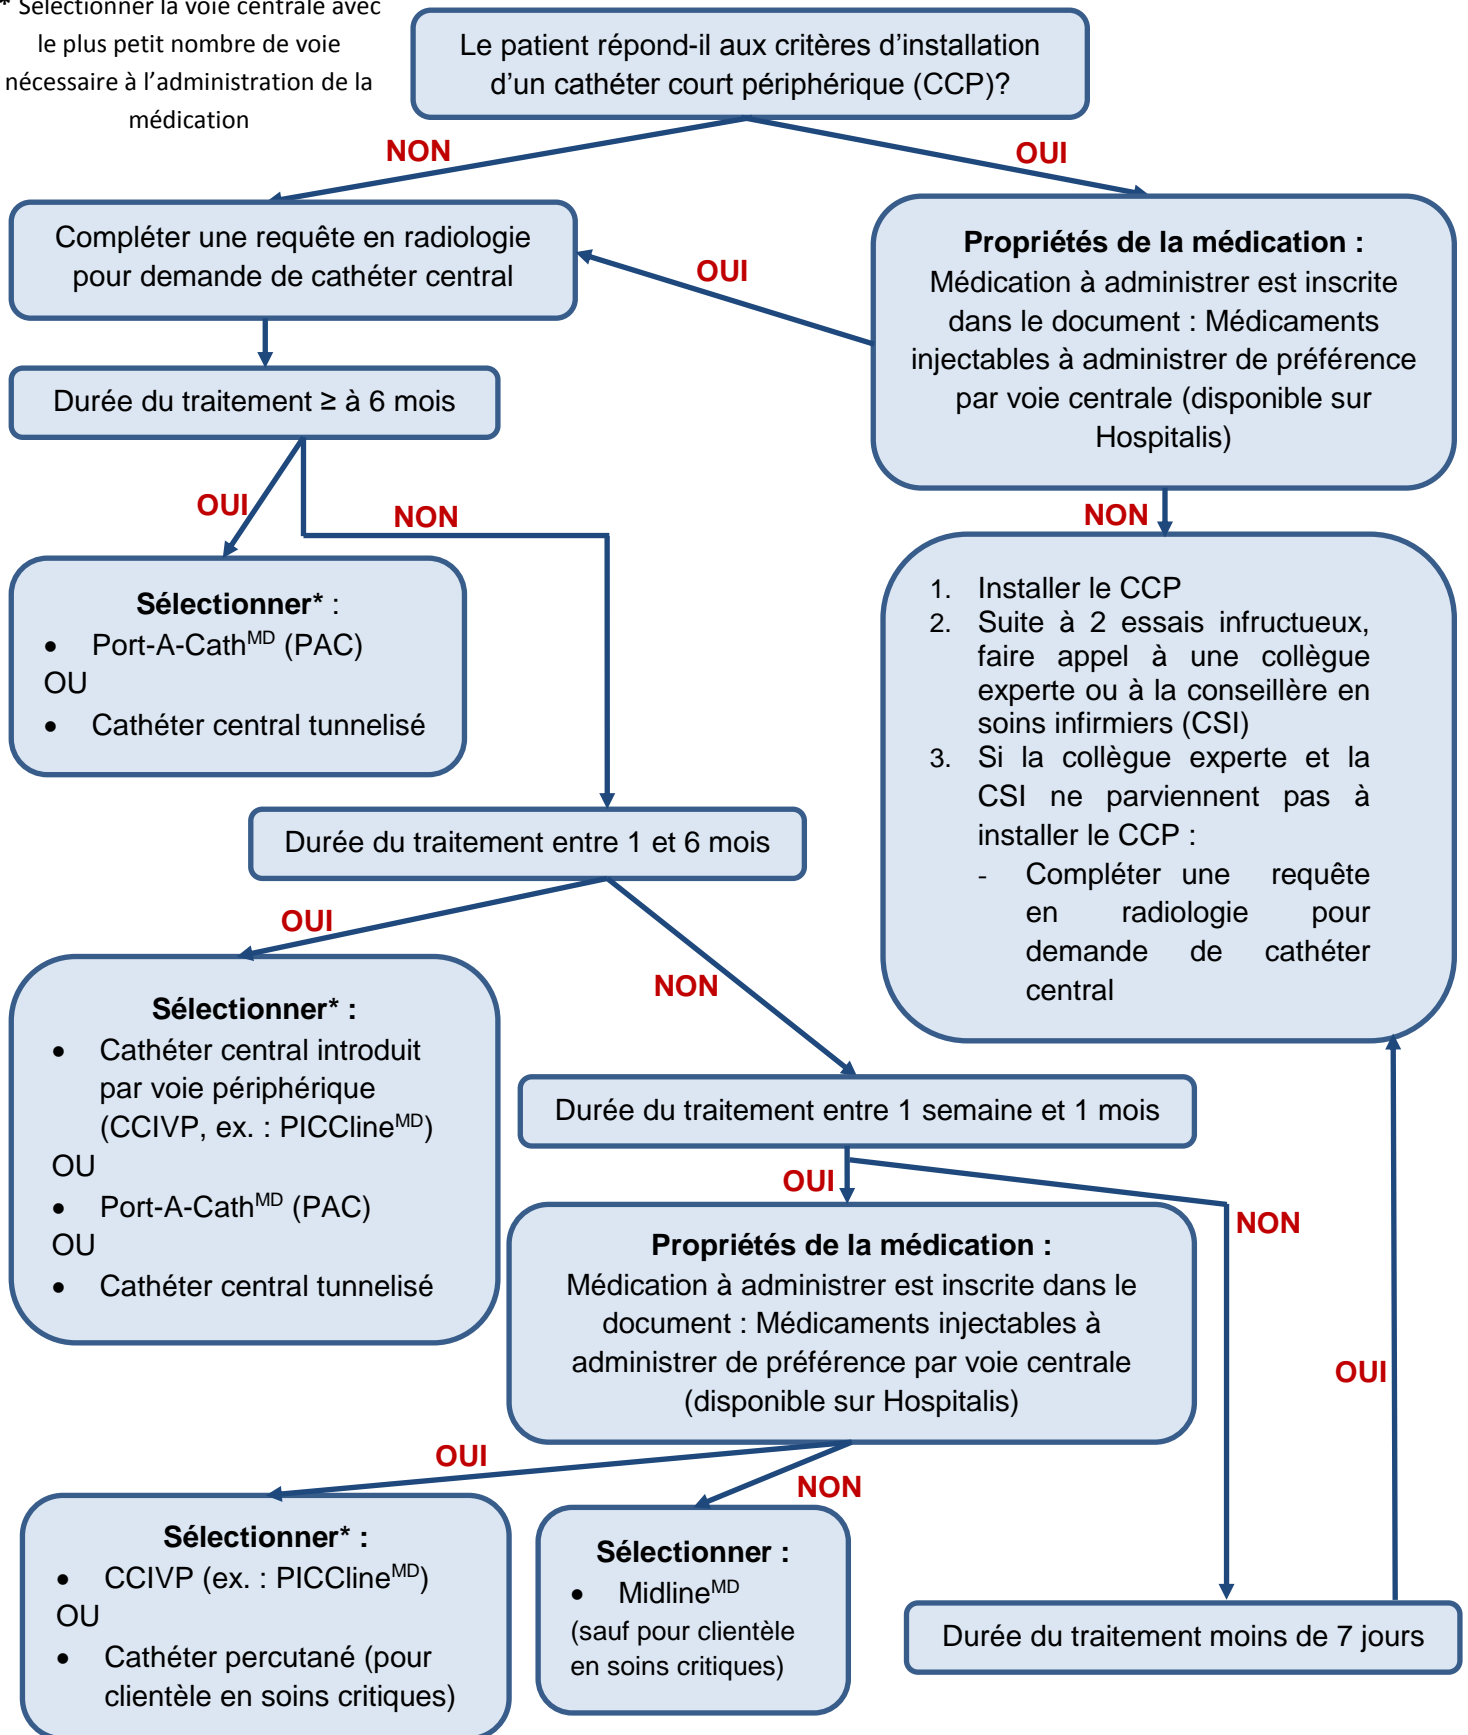 * Sélectionner la voie centrale avec
le plus petit nombre de voie
nécessaire à l’administration de la
médication
Le patient répond-il aux critères d’installation
d’un cathéter court périphérique (CCP)?
NON
OUI
Compléter une requête en radiologie
pour demande de cathéter central
OUI
Propriétés de la médication :
Médication à administrer est inscrite
dans le document : Médicaments
injectables à administrer de préférence
par voie centrale (disponible sur
Hospitalis)
Durée du traitement ≥ à 6 mois
OUI
NON
NON
Sélectionner* :
• Port-A-Cath^MD (PAC)
OU
• Cathéter central tunnelisé
1. Installer le CCP
2. Suite à 2 essais infructueux,
faire appel à une collègue
experte ou à la conseillère en
soins infirmiers (CSI)
3. Si la collègue experte et la
CSI ne parviennent pas à
installer le CCP :
- Compléter une requête
en radiologie pour
demande de cathéter
central
Durée du traitement entre 1 et 6 mois
OUI
NON
Sélectionner* :
• Cathéter central introduit
par voie périphérique
(CCIVP, ex. : PICCline^MD)
OU
• Port-A-Cath^MD (PAC)
OU
• Cathéter central tunnelisé
Durée du traitement entre 1 semaine et 1 mois
OUI
NON
Propriétés de la médication :
Médication à administrer est inscrite dans le
document : Médicaments injectables à
administrer de préférence par voie centrale
(disponible sur Hospitalis)
OUI
OUI
NON
Sélectionner* :
• CCIVP (ex. : PICCline^MD)
OU
• Cathéter percutané (pour
clientèle en soins critiques)
Sélectionner :
• Midline^MD
(sauf pour clientèle
en soins critiques)
Durée du traitement moins de 7 jours